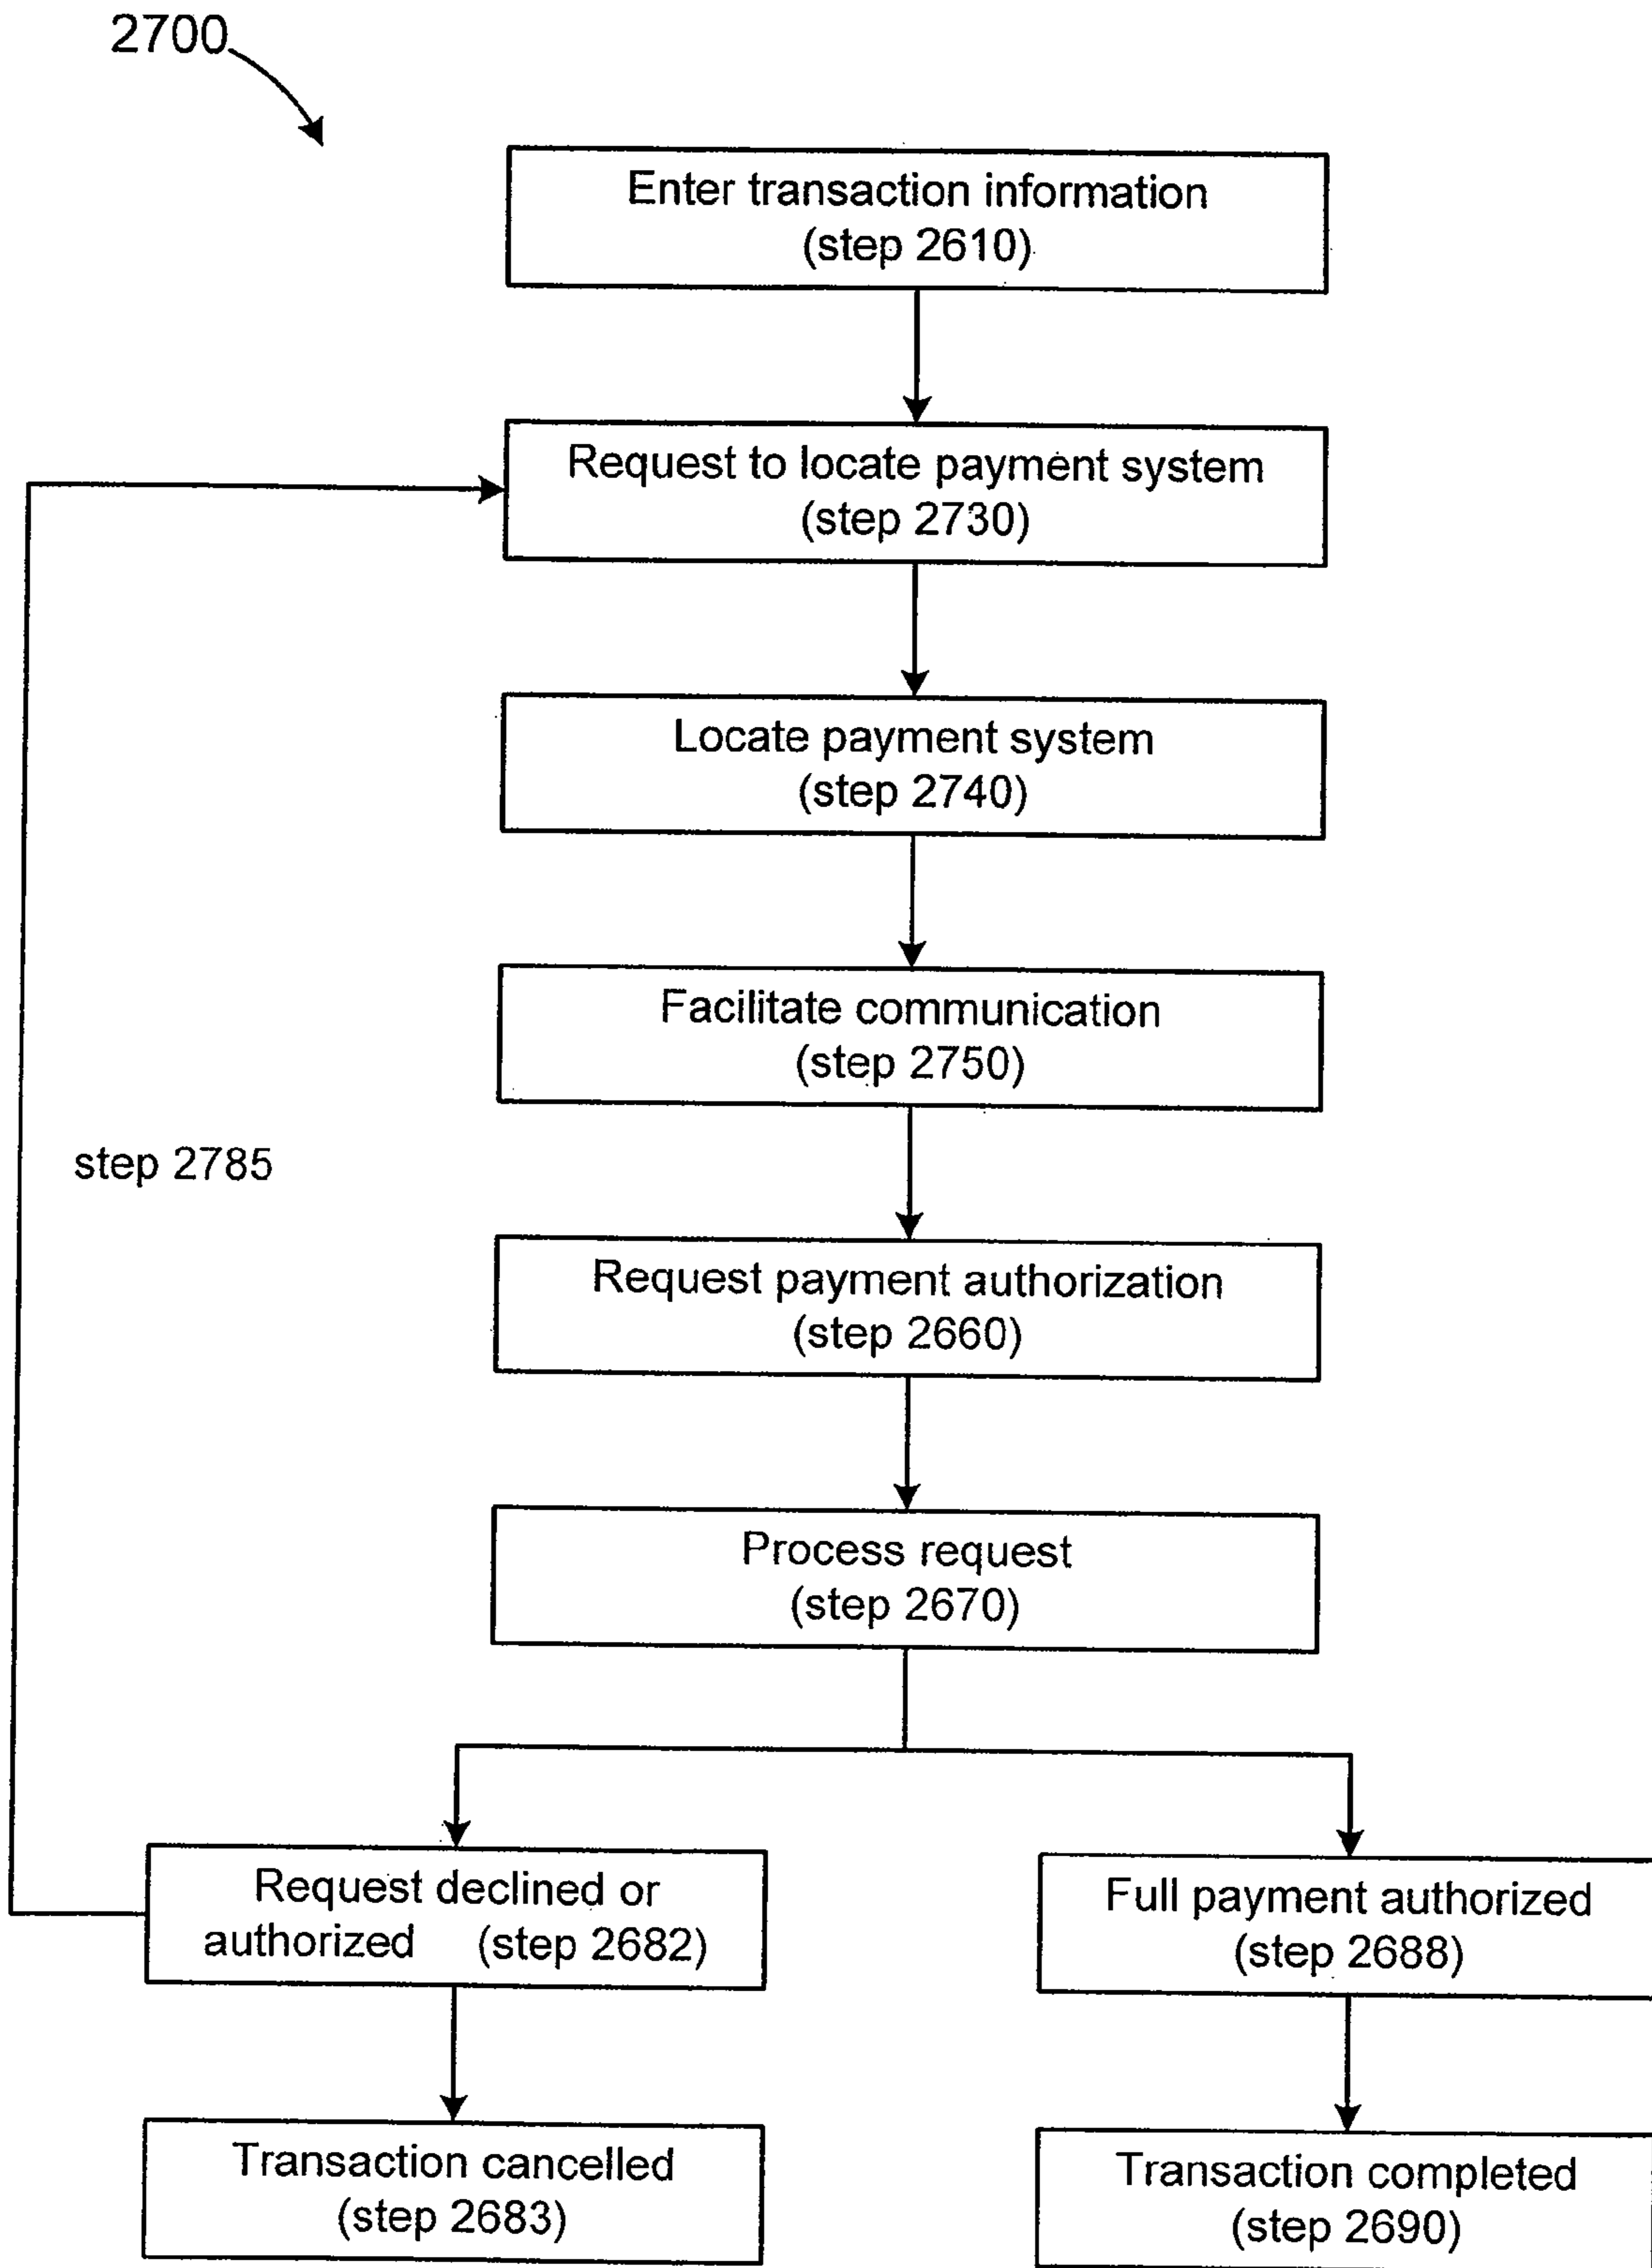 2700
Enter transaction information
(step 2610)
Request to locate payment system
(step 2730)
Locate payment system
(step 2740)
Facilitate communication
(step 2750)
step 2785
Request payment authorization
(step 2660)
Process request
(step 2670)
Request declined or
authorized (step 2682)
Full payment authorized
(step 2688)
Transaction cancelled
(step 2683)
Transaction completed
(step 2690)